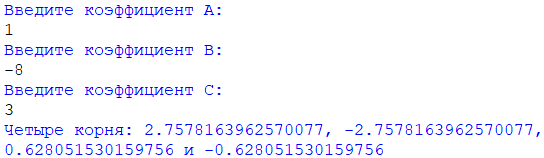 Введите коэффициент A:
1
Введите коэффициент B:
-8
Введите коэффициент C:
3
Четыре корня: 2.7578163962570077, -2.7578163962570077,
0.628051530159756 и -0.628051530159756